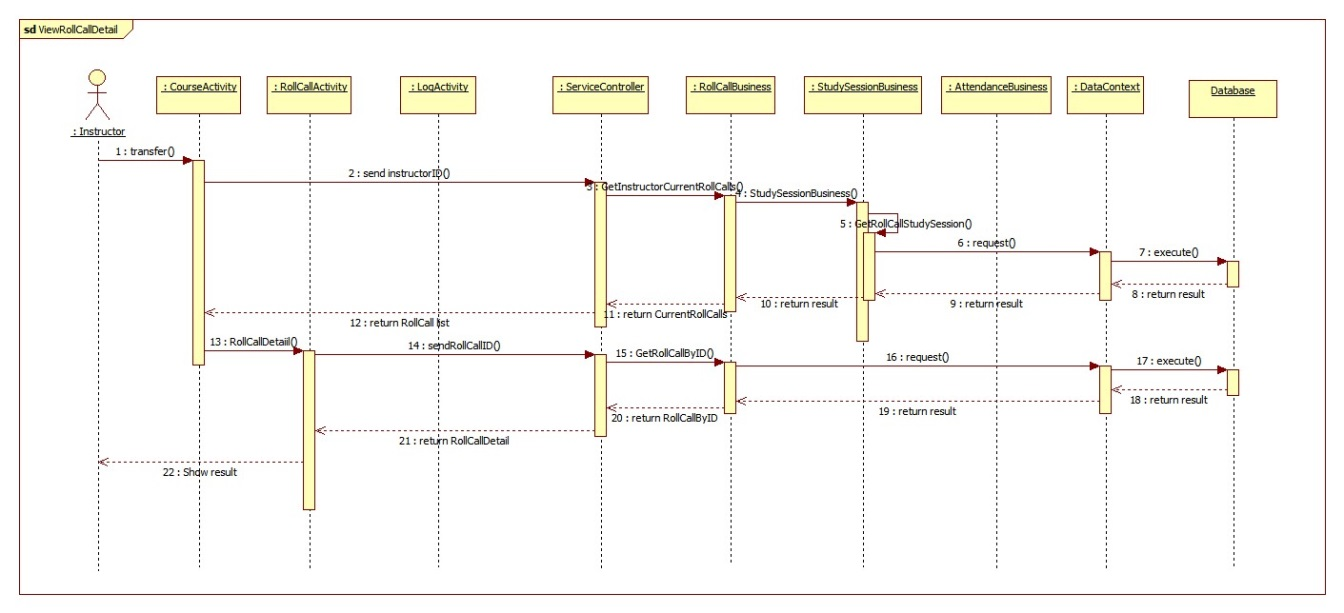 sd ViewRollCallDetail
: Instructor
: CourseActivity
: RollCallActivity
: LogActivity
: ServiceController
: RollCallBusiness
: StudySessionBusiness
: AttendanceBusiness
: DataContext
Database
1 : transfer()
2 : send instructorID()
3 : GetInstructorCurrentRollCalls()
4 : StudySessionBusiness()
5 : GetRollCallStudySession()
6 : request()
7 : execute()
8 : return result
9 : return result
10 : return result
11 : return CurrentRollCalls
12 : return RollCall list
13 : RollCallDetaiil()
14 : sendRollCallID()
15 : GetRollCallByID()
16 : request()
17 : execute()
18 : return result
19 : return result
20 : return RollCallByID
21 : return RollCallDetail
22 : Show result